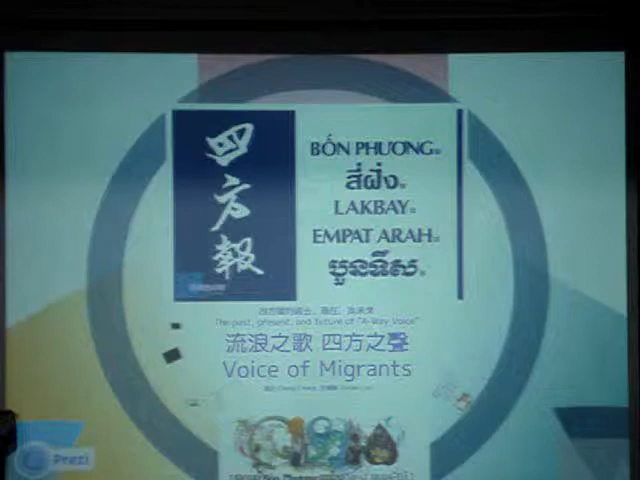 四方報
BỐN PHƯƠNG
สี่ฝั่ง
LAKBAY
EMPAT ARAH
បួនទិស
The past, present, and future of "4-Way Voice"
流浪之歌 四方之聲
Voice of Migrants
Prezi